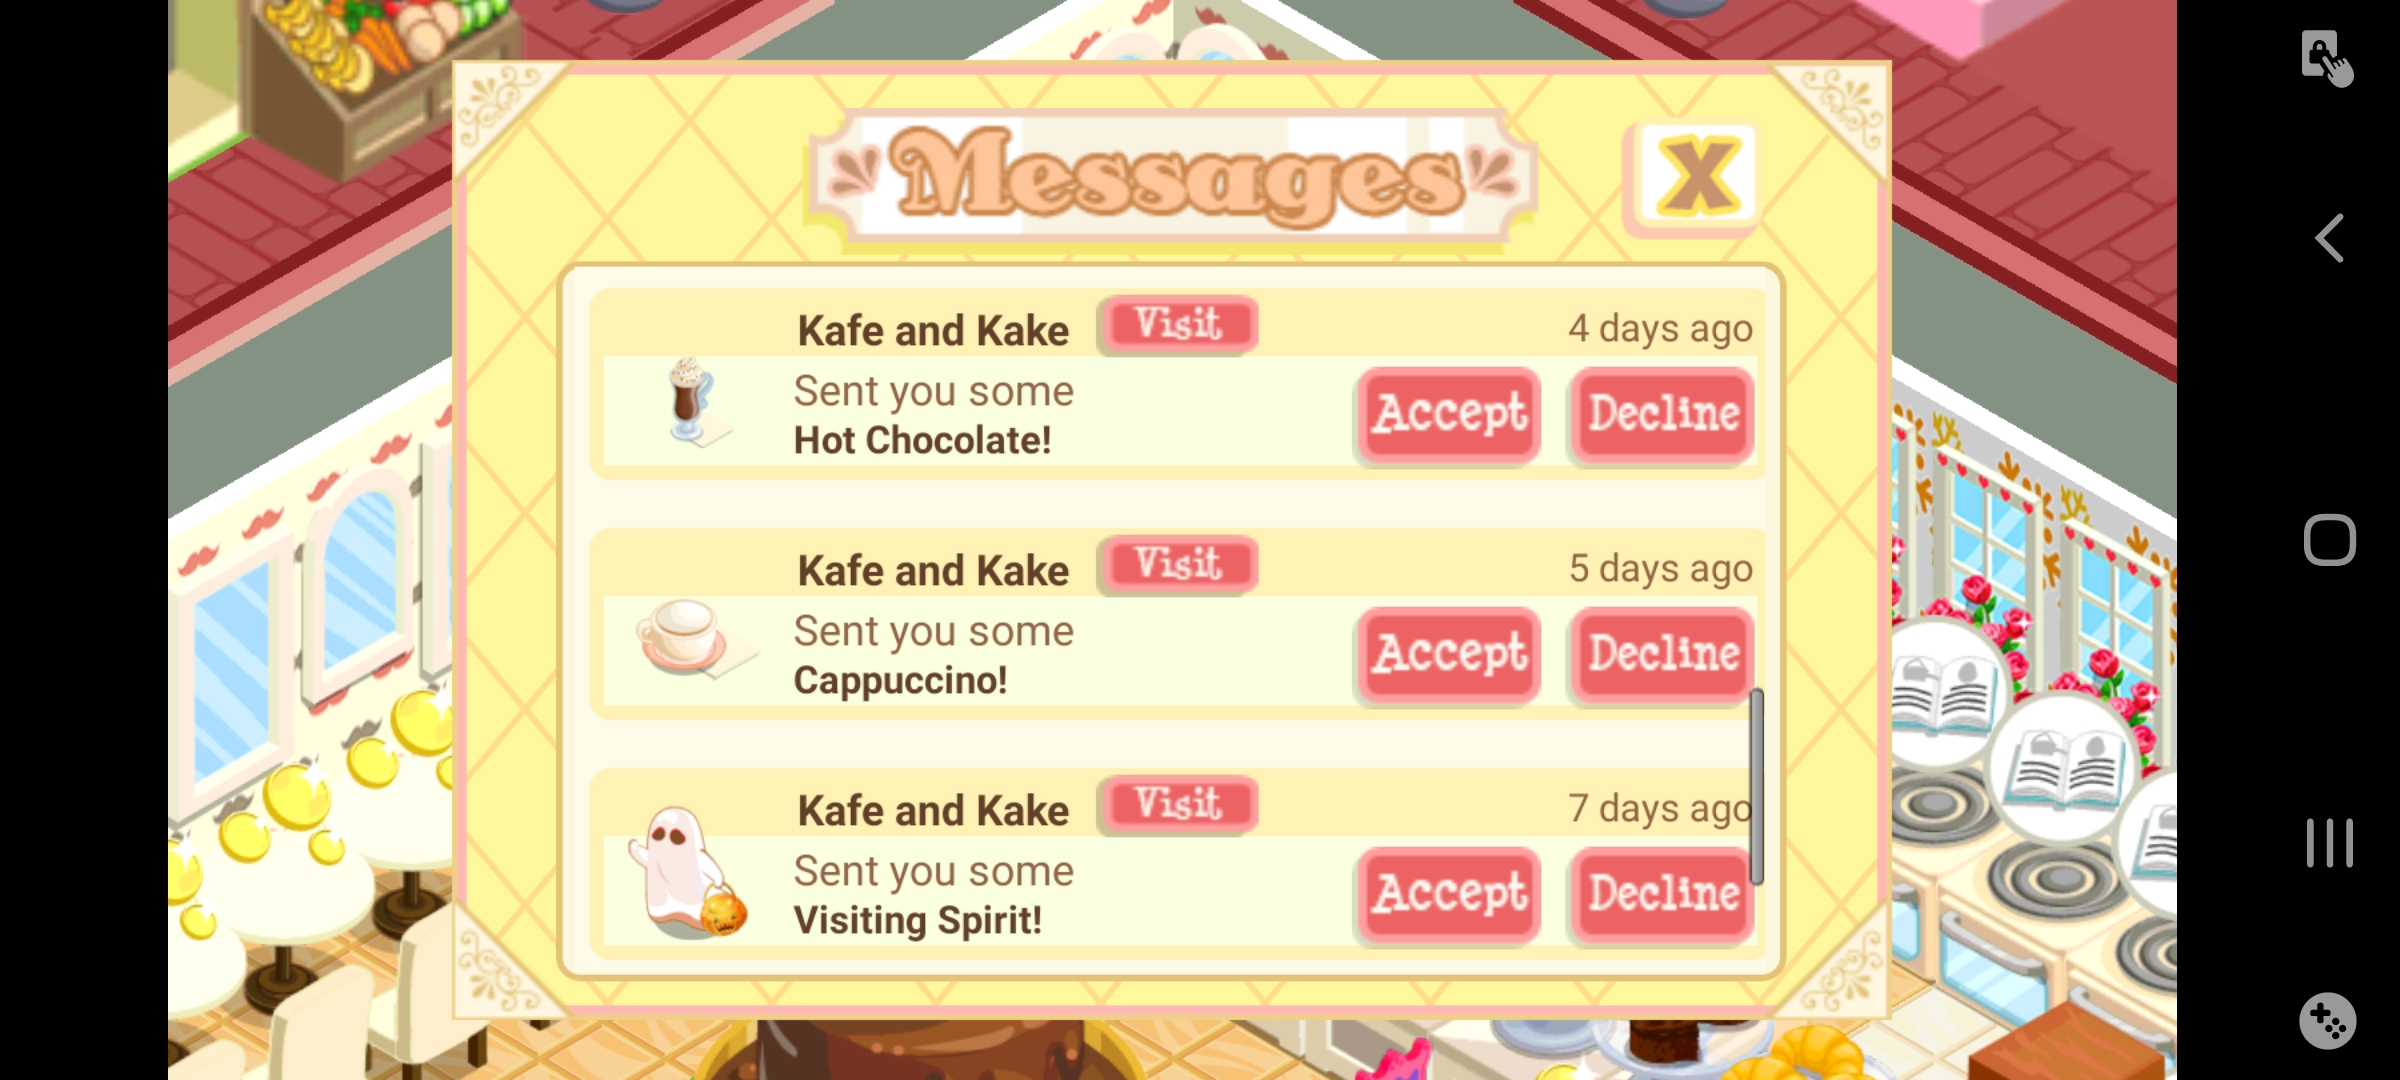 Messages
X
Kafe and Kake Visit 4 days ago
Sent you some
Hot Chocolate!
Accept Decline
Kafe and Kake Visit 5 days ago
Sent you some
Cappuccino!
Accept Decline
Kafe and Kake Visit 7 days ago
Sent you some
Visiting Spirit!
Accept Decline